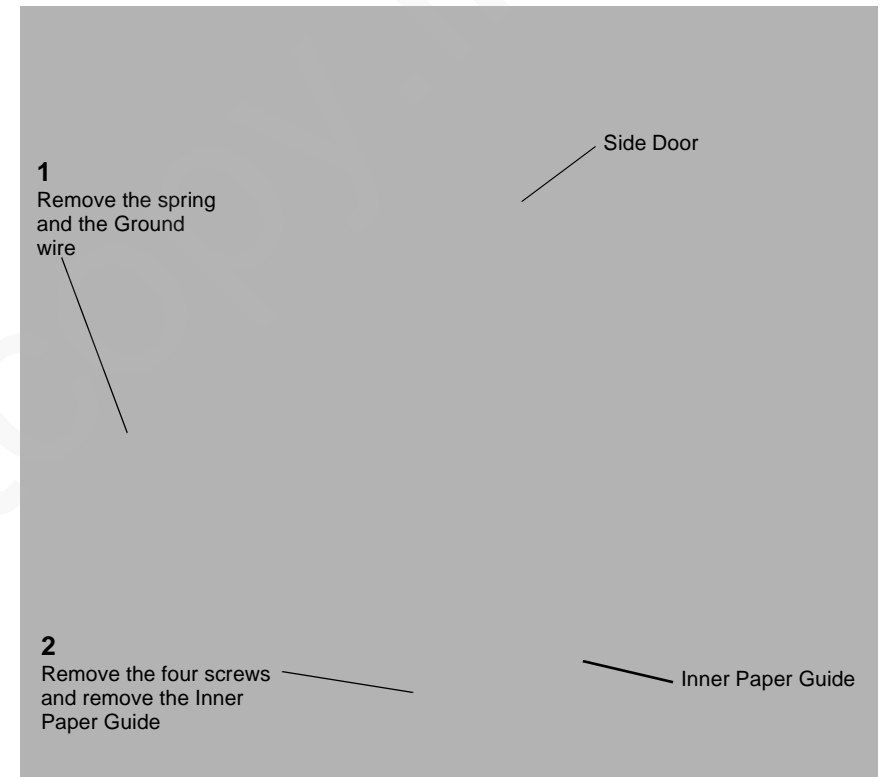 1
Remove the spring
and the Ground
wire
Side Door
2
Remove the four screws
and remove the Inner
Paper Guide
Inner Paper Guide